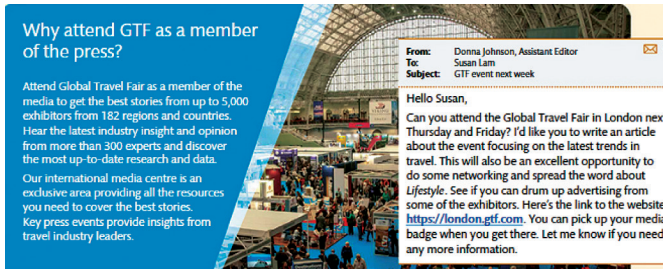 Why attend GTF as a member
of the press?
Attend Global Travel Fair as a member of the
media to get the best stories from up to 5,000
exhibitors from 182 regions and countries.
Hear the latest industry insight and opinion
from more than 300 experts and discover
the most up-to-date research and data.
Our international media centre is an
exclusive area providing all the resources
you need to cover the best stories.
Key press events provide insights from
travel industry leaders.
From: Donna Johnson, Assistant Editor
To: Susan Lam
Subject: GTF event next week
Hello Susan,
Can you attend the Global Travel Fair in London nex
Thursday and Friday? I'd like you to write an article
about the event focusing on the latest trends in
travel. This will also be an excellent opportunity to
do some networking and spread the word about
Lifestyle. See if you can drum up advertising from
some of the exhibitors. Here's the link to the website
https://london.gtf.com. You can pick up your media
badge when you get there. Let me know if you need
any more information.